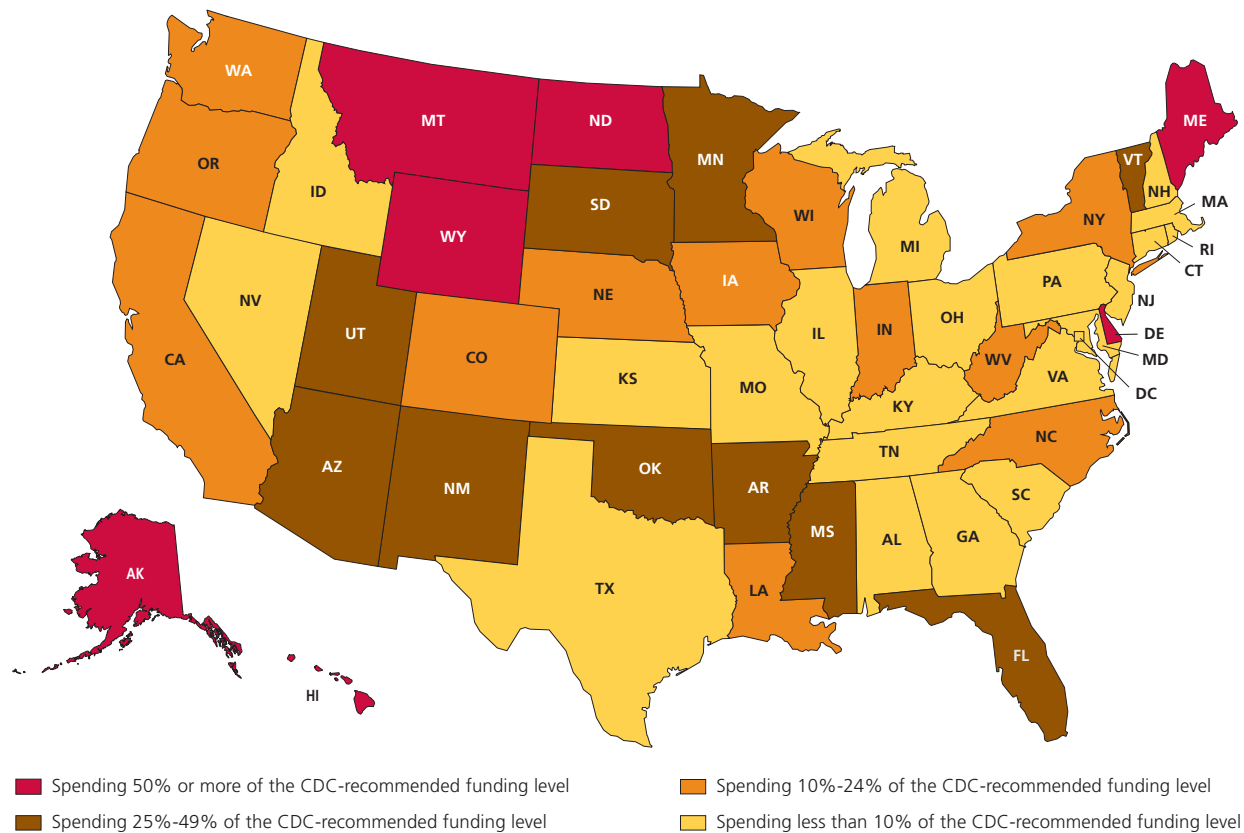 WA
MT
ND
MN
ME
VT
OR
ID
SD
WI
NH
MA
NY
WY
MI
RI
CT
IA
PA
NE
NV
NJ
OH
IL
IN
UT
DE
CO
CA
WV
MD
KS
VA
MO
DC
KY
NC
TN
AZ
OK
NM
AR
SC
MS
AL
GA
AK
TX
LA
FL
HI
Spending 50% or more of the CDC-recommended funding level
Spending 10%-24% of the CDC-recommended funding level
Spending 25%-49% of the CDC-recommended funding level
Spending less than 10% of the CDC-recommended funding level